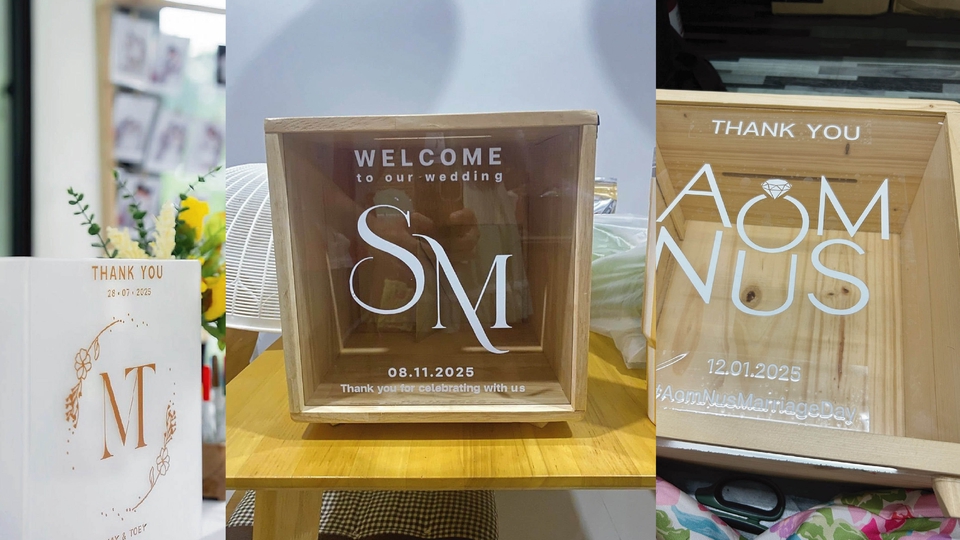 THANK YOU
28•07•2025
MT
& TOEY
WELCOME
to our wedding
SM
08.11.2025
Thank you for celebrating with us
THANK YOU
AOM
NUS
12.01.2025
#AomNusMarriageDay